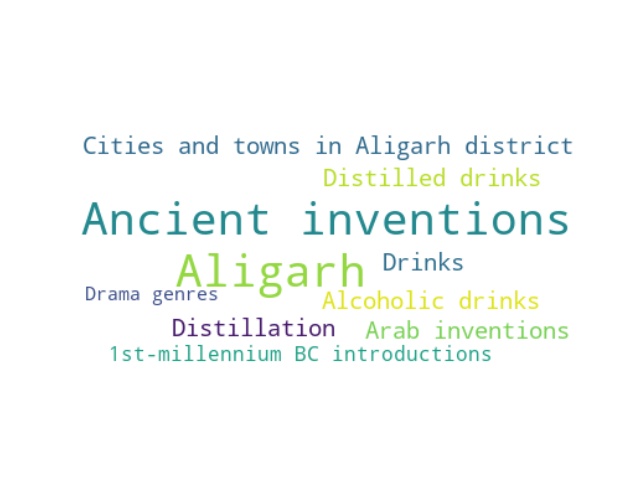 Cities and towns in Aligarh district
Distilled drinks
Ancient inventions
Aligarh
Drinks
Drama genres
Alcoholic drinks
Distillation
Arab inventions
1st-millennium BC introductions